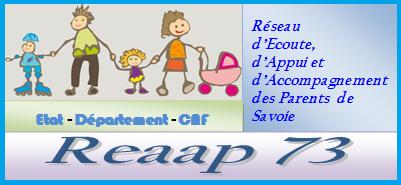 Réseau
d'Ecoute,
d'Appui et
d'Accompagnement
des Parents de
Savoie
Etat - Département - CAF
Reaap 73